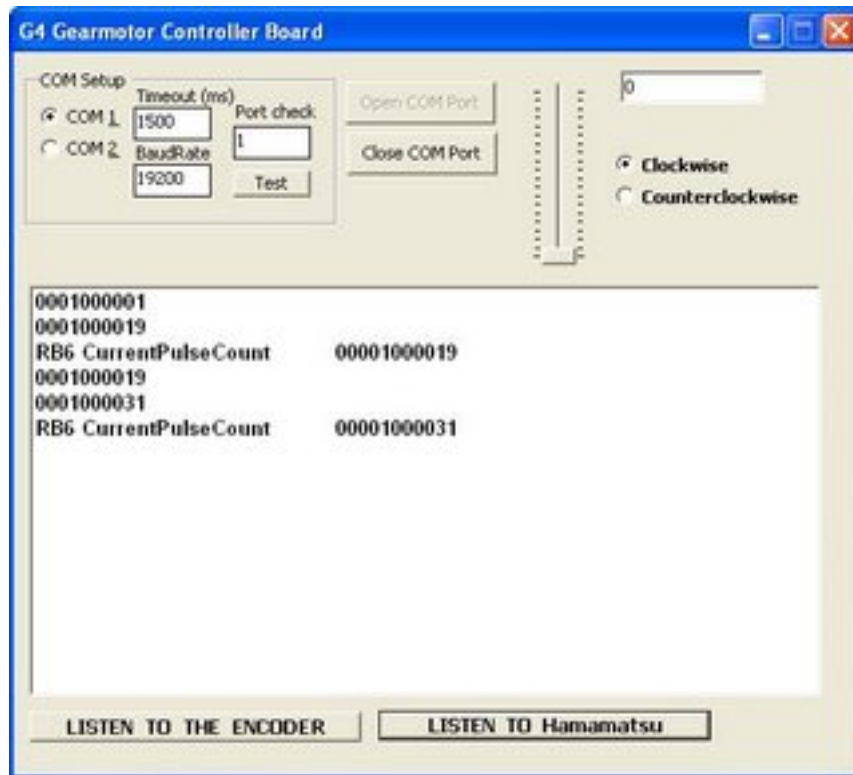 G4 Gearmotor Controller Board
COM Setup
COM 1
COM 2
Timeout (ms)
1500
BaudRate
19200
Port check
1
Test
Open COM Port
Close COM Port
0
Clockwise
Counterclockwise
0001000001
0001000019
RB6 CurrentPulseCount 00001000019
0001000019
0001000031
RB6 CurrentPulseCount 00001000031
LISTEN TO THE ENCODER
LISTEN TO Hamamatsu